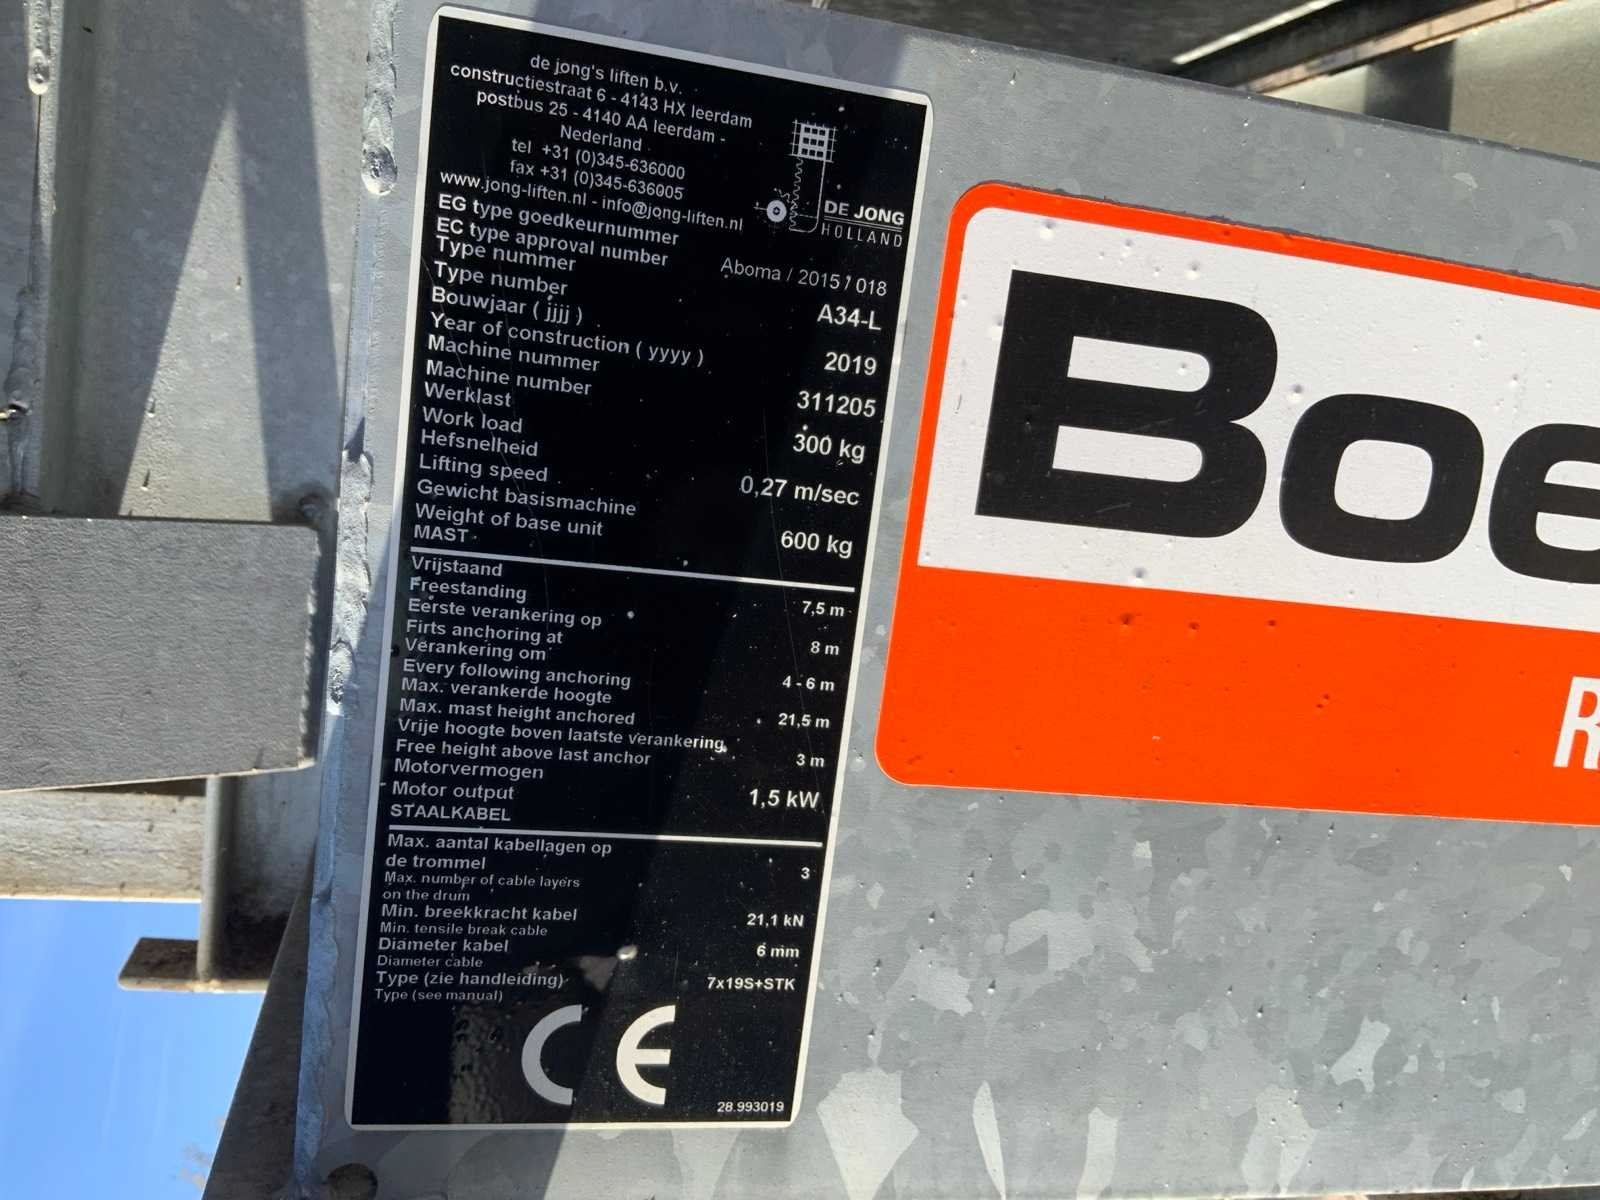 de jong's liften b.v.
constructiestraat 6 - 4143 HX leerdam
postbus 25 - 4140 AA leerdam -
Nederland
tel +31 (0)345-636000
fax +31 (0)345-636005
www.jong-liften.nl - info@jong-liften.nl
DE JONG
HOLLAND
EG type goedkeurnummer
EC type approval number
Aboma / 2015 / 018
Type nummer
Type number
A34-L
Bouwjaar ( jjjj )
Year of construction ( yyyy )
2019
Machine nummer
Machine number
311205
Werklast
Work load
300 kg
Hefsnelheid
Lifting speed
0,27 m/sec
Gewicht basismachine
Weight of base unit
600 kg
MAST
Vrijstaand
Freestanding
7,5 m
Eerste verankering op
Firts anchoring at
8 m
Verankering om
Every following anchoring
4 - 6 m
Max. verankerde hoogte
Max. mast height anchored
21,5 m
Vrije hoogte boven laatste verankering
Free height above last anchor
3 m
Motorvermogen
Motor output
1,5 kW
STAALKABEL
Max. aantal kabellagen op
de trommel
3
Max. number of cable layers
on the drum
Min. breekkracht kabel
21,1 kN
Min. tensile break cable
Diameter kabel
6 mm
Diameter cable
Type (zie handleiding)
7x19S+STK
Type (see manual)
CE
28.993019
Boe
R